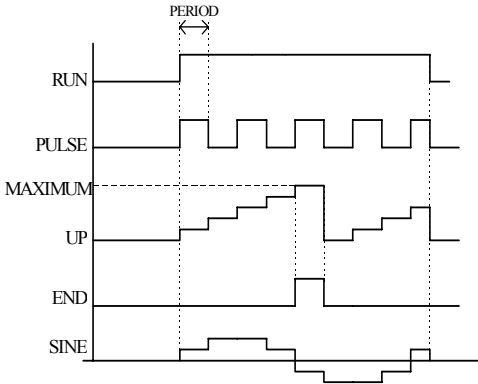 PERIOD
RUN
PULSE
MAXIMUM
UP
END
SINE